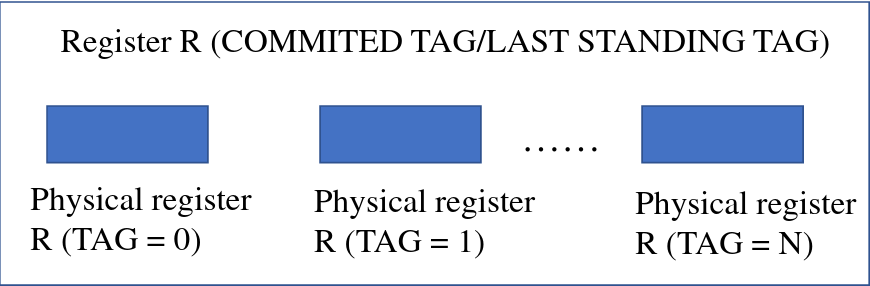 Register R (COMMITED TAG/LAST STANDING TAG)
......
Physical register
R (TAG = 0)
Physical register
R (TAG = 1)
Physical register
R (TAG = N)